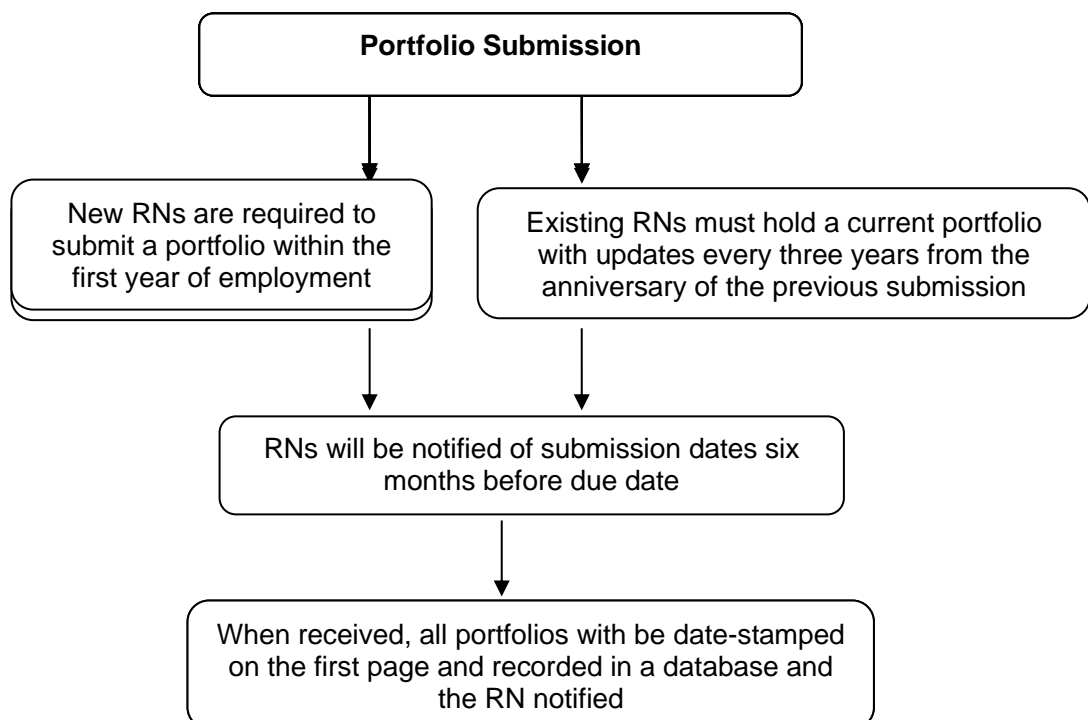 Portfolio Submission
New RNs are required to
submit a portfolio within the
first year of employment
Existing RNs must hold a current portfolio
with updates every three years from the
anniversary of the previous submission
RNs will be notified of submission dates six
months before due date
When received, all portfolios with be date-stamped
on the first page and recorded in a database and
the RN notified